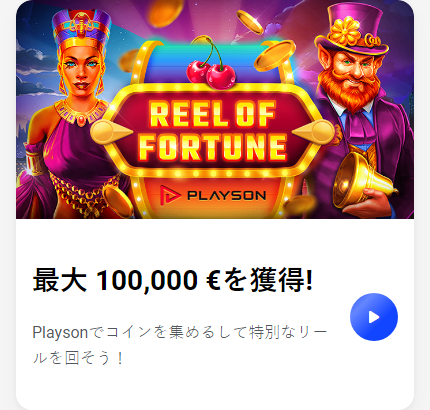 REEL OF
FORTUNE
PLAYSON
最大 100,000 €を獲得!
Playsonでコインを集めるして特別なリー
ルを回そう！